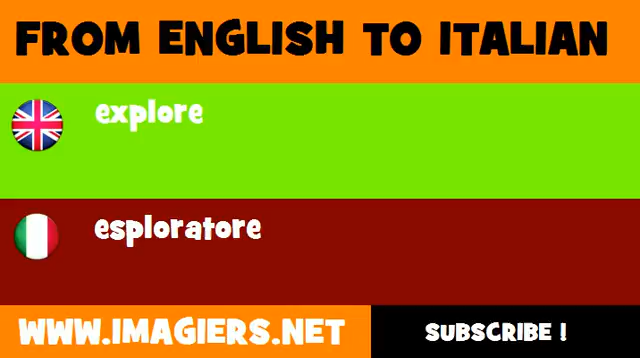 FROM ENGLISH TO ITALIAN
explore
esploratore
WWW.IMAGIERS.NET
SUBSCRIBE !